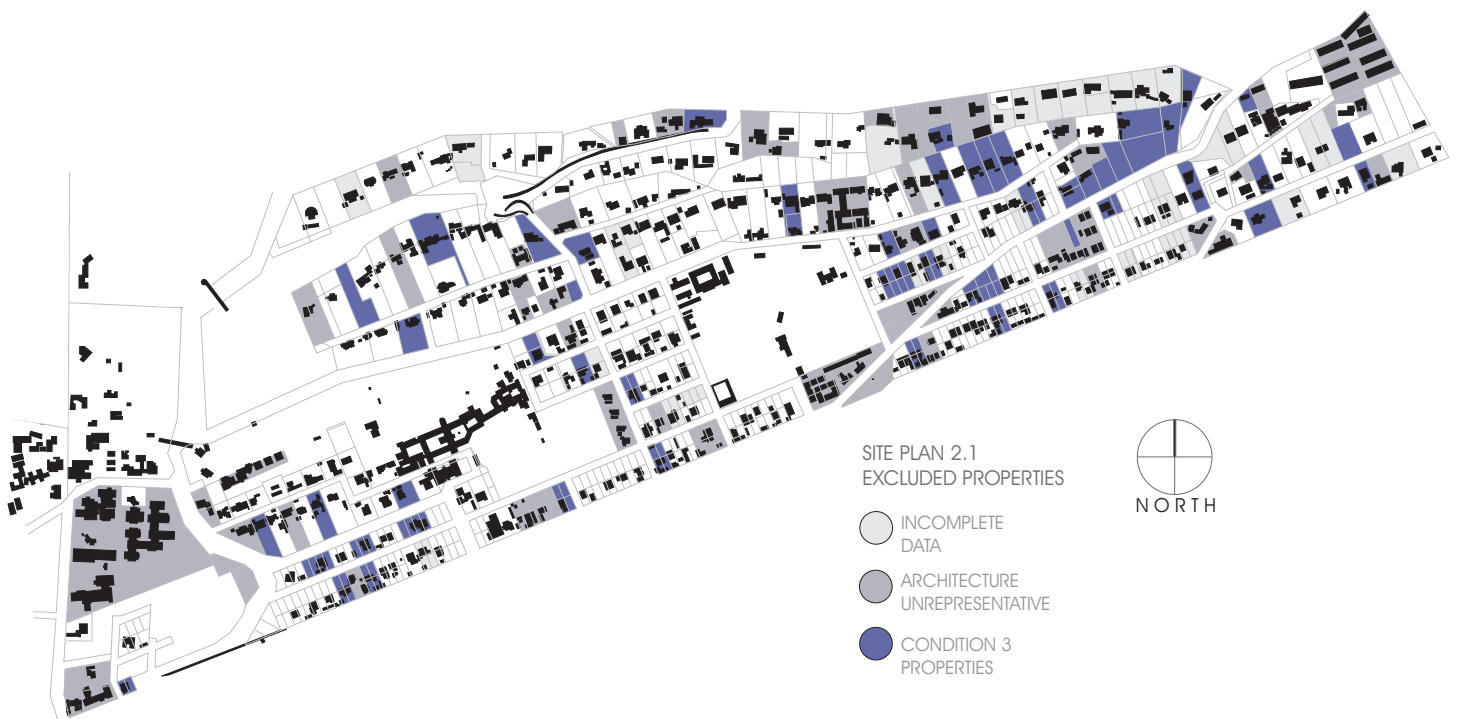 SITE PLAN 2.1
EXCLUDED PROPERTIES
NORTH
INCOMPLETE
DATA
ARCHITECTURE
UNREPRESENTATIVE
CONDITION 3
PROPERTIES